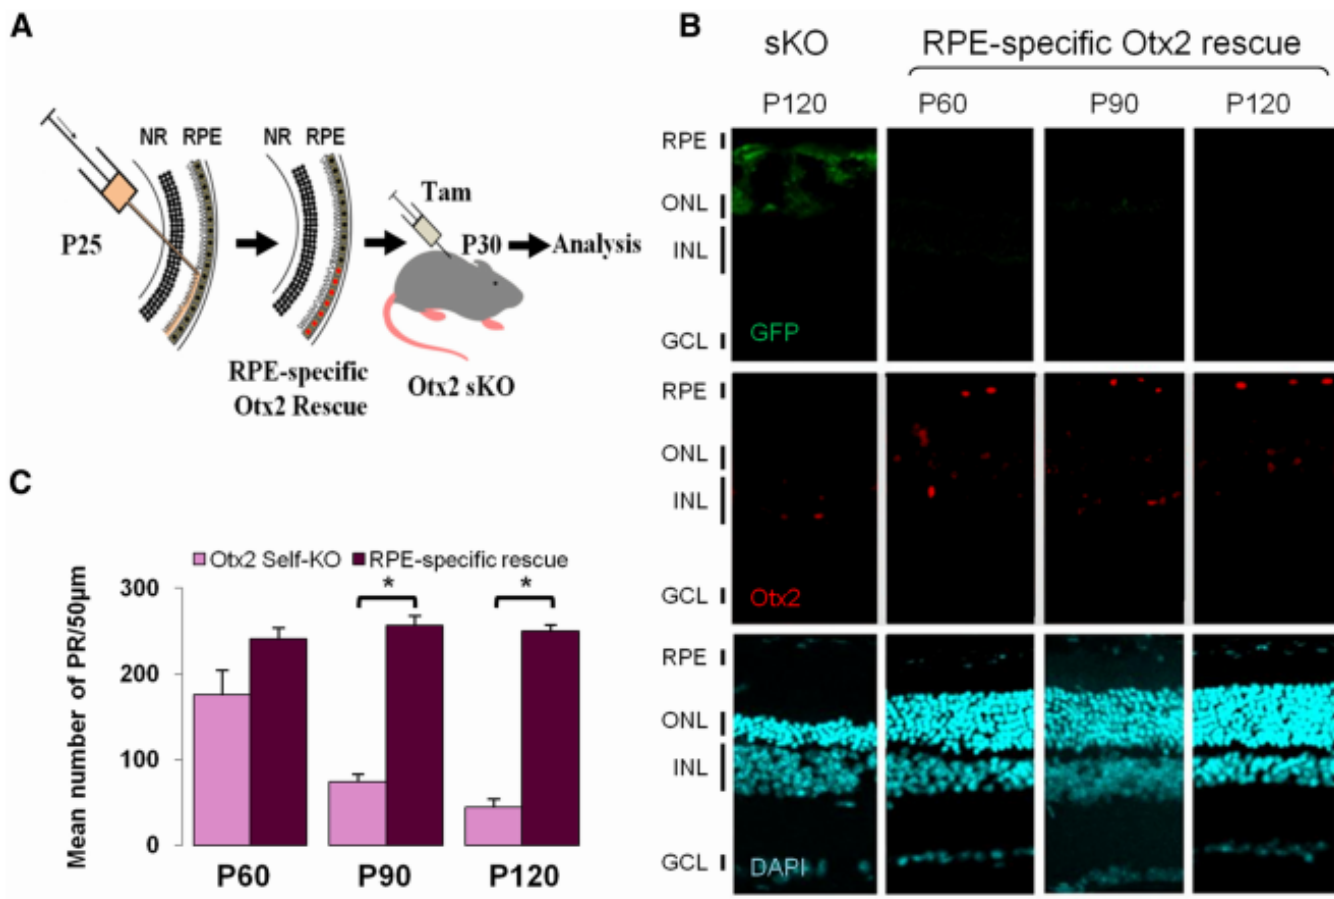 A
NR RPE
NR RPE
P25
Tam
P30
Analysis
RPE-specific
Otx2 Rescue
Otx2 sKO
B
sKO
RPE-specific Otx2 rescue
P120
P60
P90
P120
RPE
ONL
INL
GCL
GFP
RPE
ONL
INL
GCL
Otx2
RPE
ONL
INL
GCL
DAPI
C
Otx2 Self-KO
RPE-specific rescue
Mean number of PR/50µm
300
200
100
0
*
*
P60
P90
P120